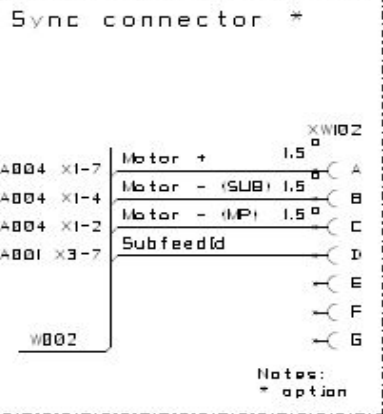 Sync connector *
XW102
A004 X1-7 Motor + 1.5 A
A004 X1-4 Motor - (SUB) 1.5 B
A004 X1-2 Motor - (MP) 1.5 C
A001 X3-7 Subfeed Id D
E
F
W802 G
Notes:
* option